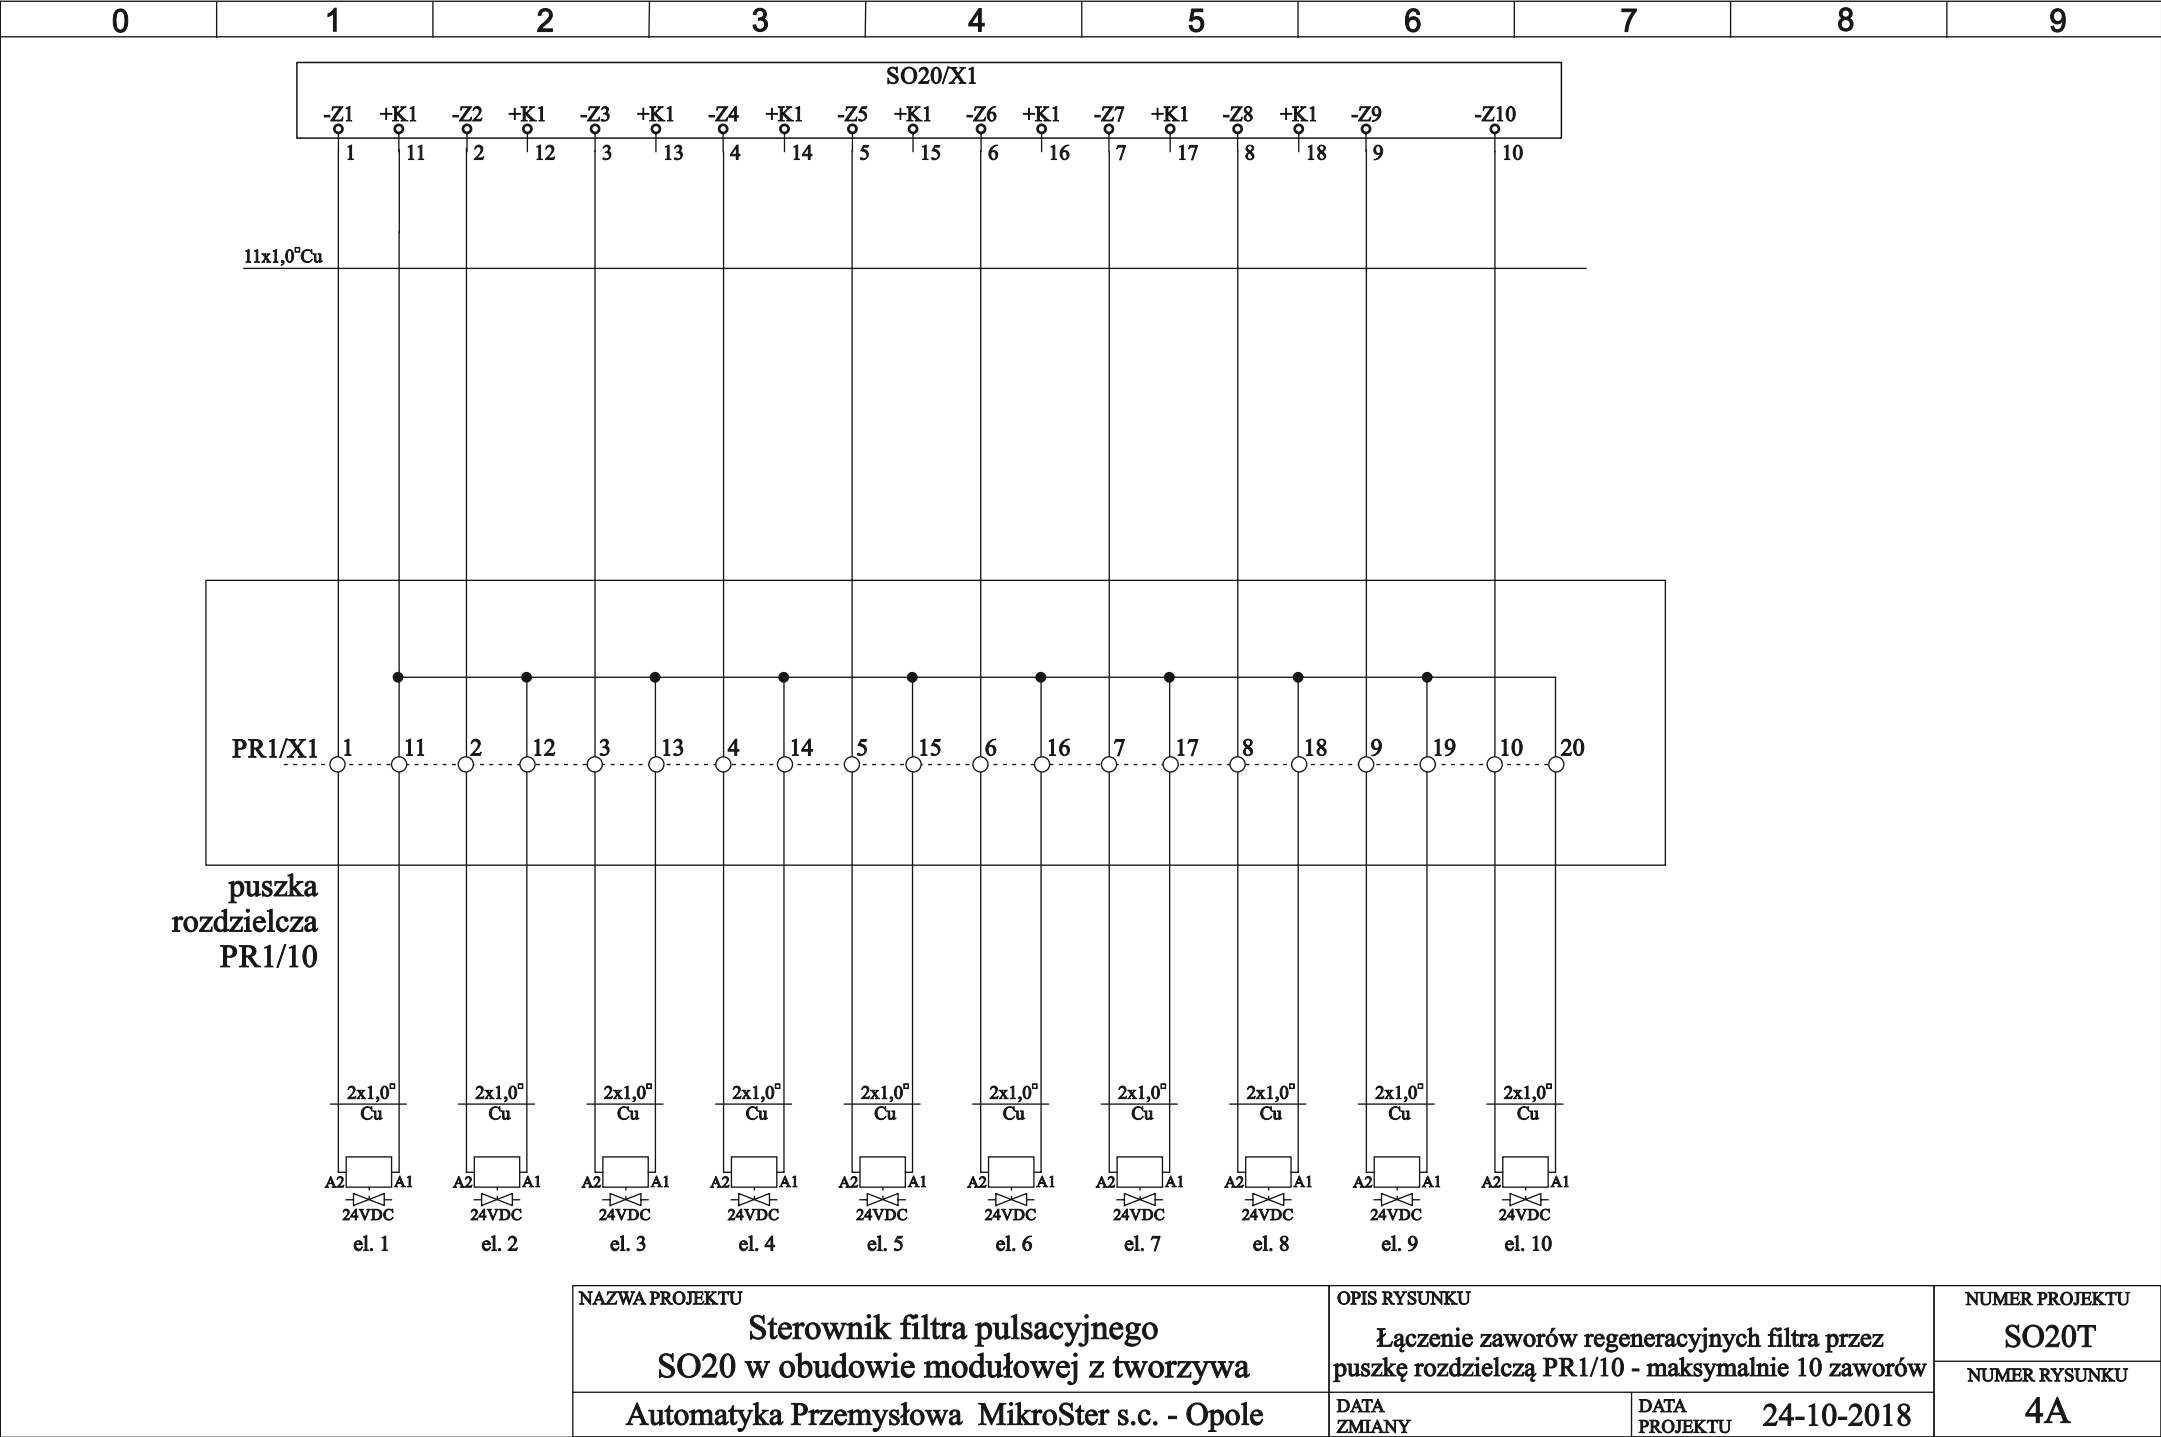 0 1 2 3 4 5 6 7 8 9
SO20/X1
-Z1 +K1 -Z2 +K1 -Z3 +K1 -Z4 +K1 -Z5 +K1 -Z6 +K1 -Z7 +K1 -Z8 +K1 -Z9 -Z10
1 11 2 12 3 13 4 14 5 15 6 16 7 17 8 18 9 10
11x1,0□Cu
PR1/X1 1 11 2 12 3 13 4 14 5 15 6 16 7 17 8 18 9 19 10 20
puszka
rozdzielcza
PR1/10
2x1,0□ 2x1,0□ 2x1,0□ 2x1,0□ 2x1,0□ 2x1,0□ 2x1,0□ 2x1,0□ 2x1,0□ 2x1,0□
Cu Cu Cu Cu Cu Cu Cu Cu Cu Cu
A2 A1 A2 A1 A2 A1 A2 A1 A2 A1 A2 A1 A2 A1 A2 A1 A2 A1 A2 A1
24VDC 24VDC 24VDC 24VDC 24VDC 24VDC 24VDC 24VDC 24VDC 24VDC
el. 1 el. 2 el. 3 el. 4 el. 5 el. 6 el. 7 el. 8 el. 9 el. 10
NAZWA PROJEKTU
Sterownik filtra pulsacyjnego
SO20 w obudowie modułowej z tworzywa
Automatyka Przemysłowa MikroSter s.c. - Opole
OPIS RYSUNKU
Łączenie zaworów regeneracyjnych filtra przez
puszkę rozdzielczą PR1/10 - maksymalnie 10 zaworów
DATA
ZMIANY
DATA
PROJEKTU
24-10-2018
NUMER PROJEKTU
SO20T
NUMER RYSUNKU
4A